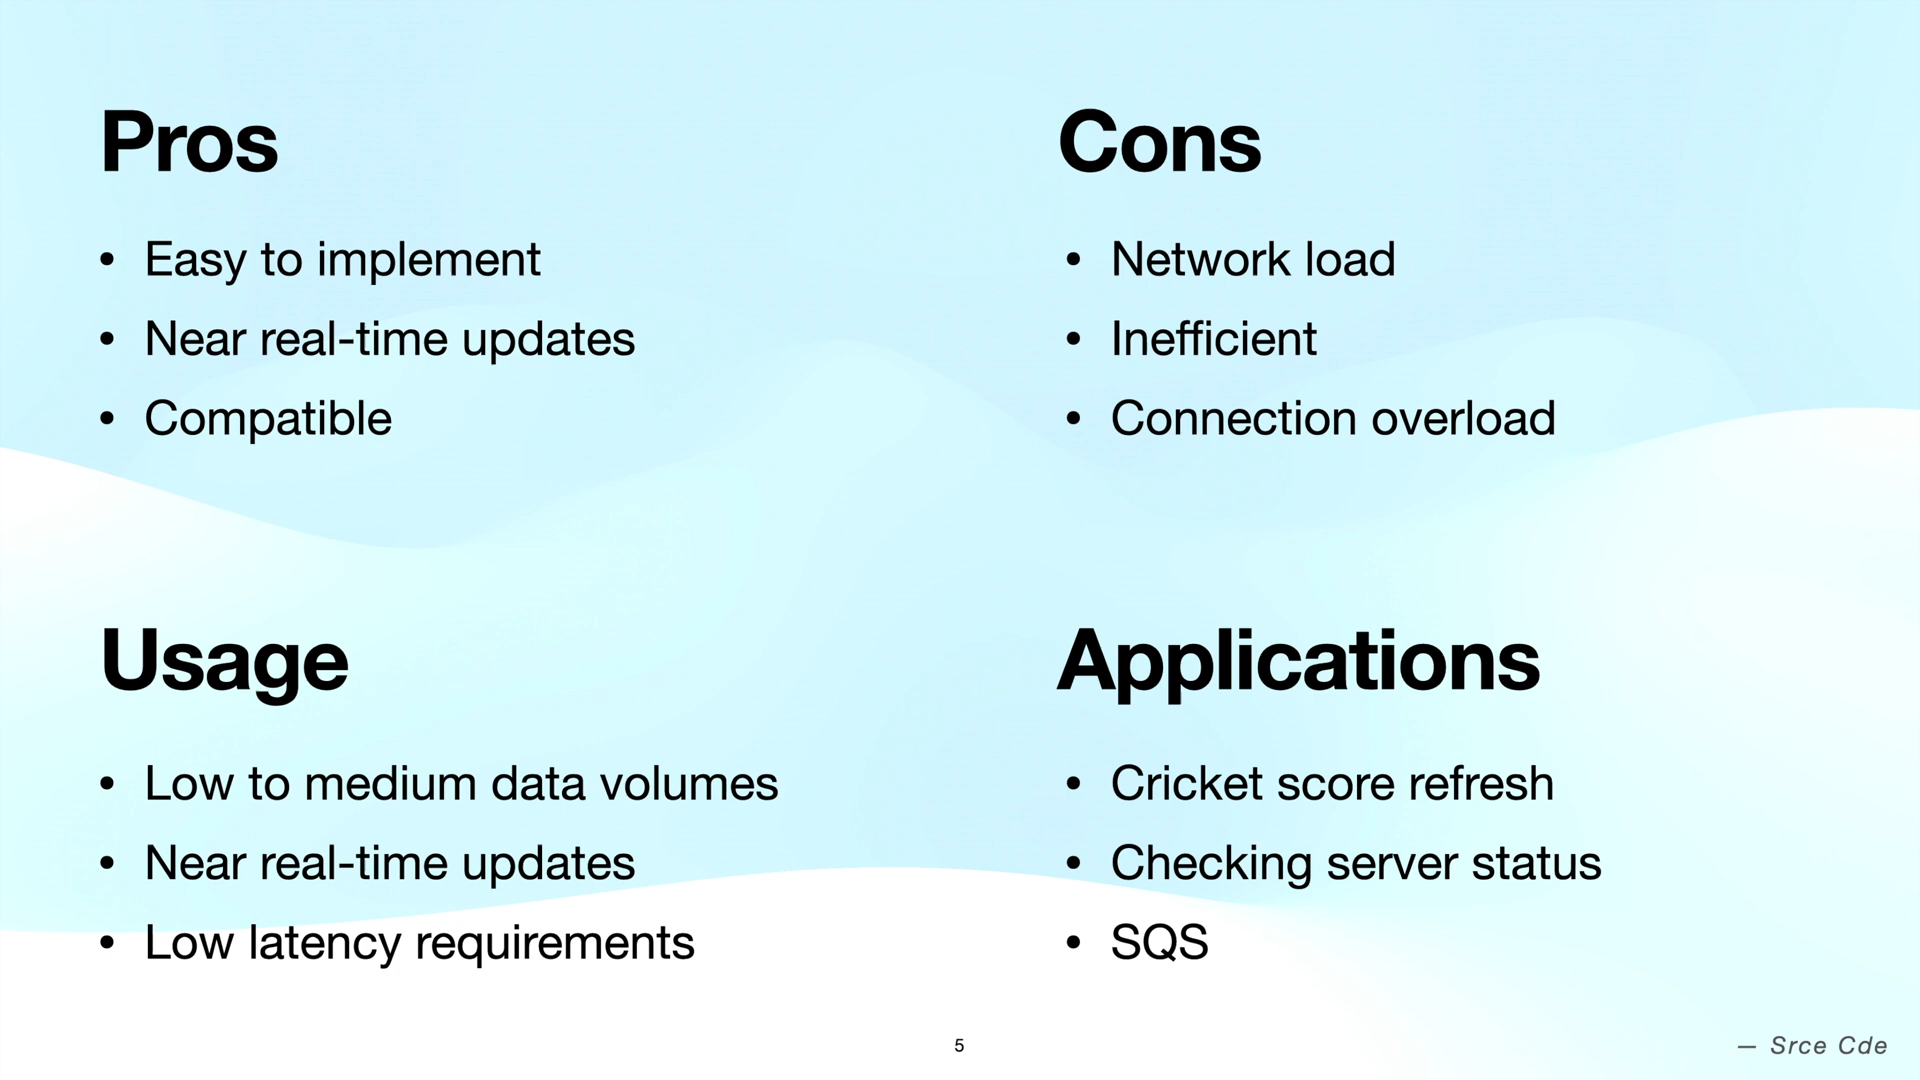 Pros
• Easy to implement
• Near real-time updates
• Compatible
Cons
• Network load
• Inefficient
• Connection overload
Usage
• Low to medium data volumes
• Near real-time updates
• Low latency requirements
Applications
• Cricket score refresh
• Checking server status
• SQS
5
— Srce Cde